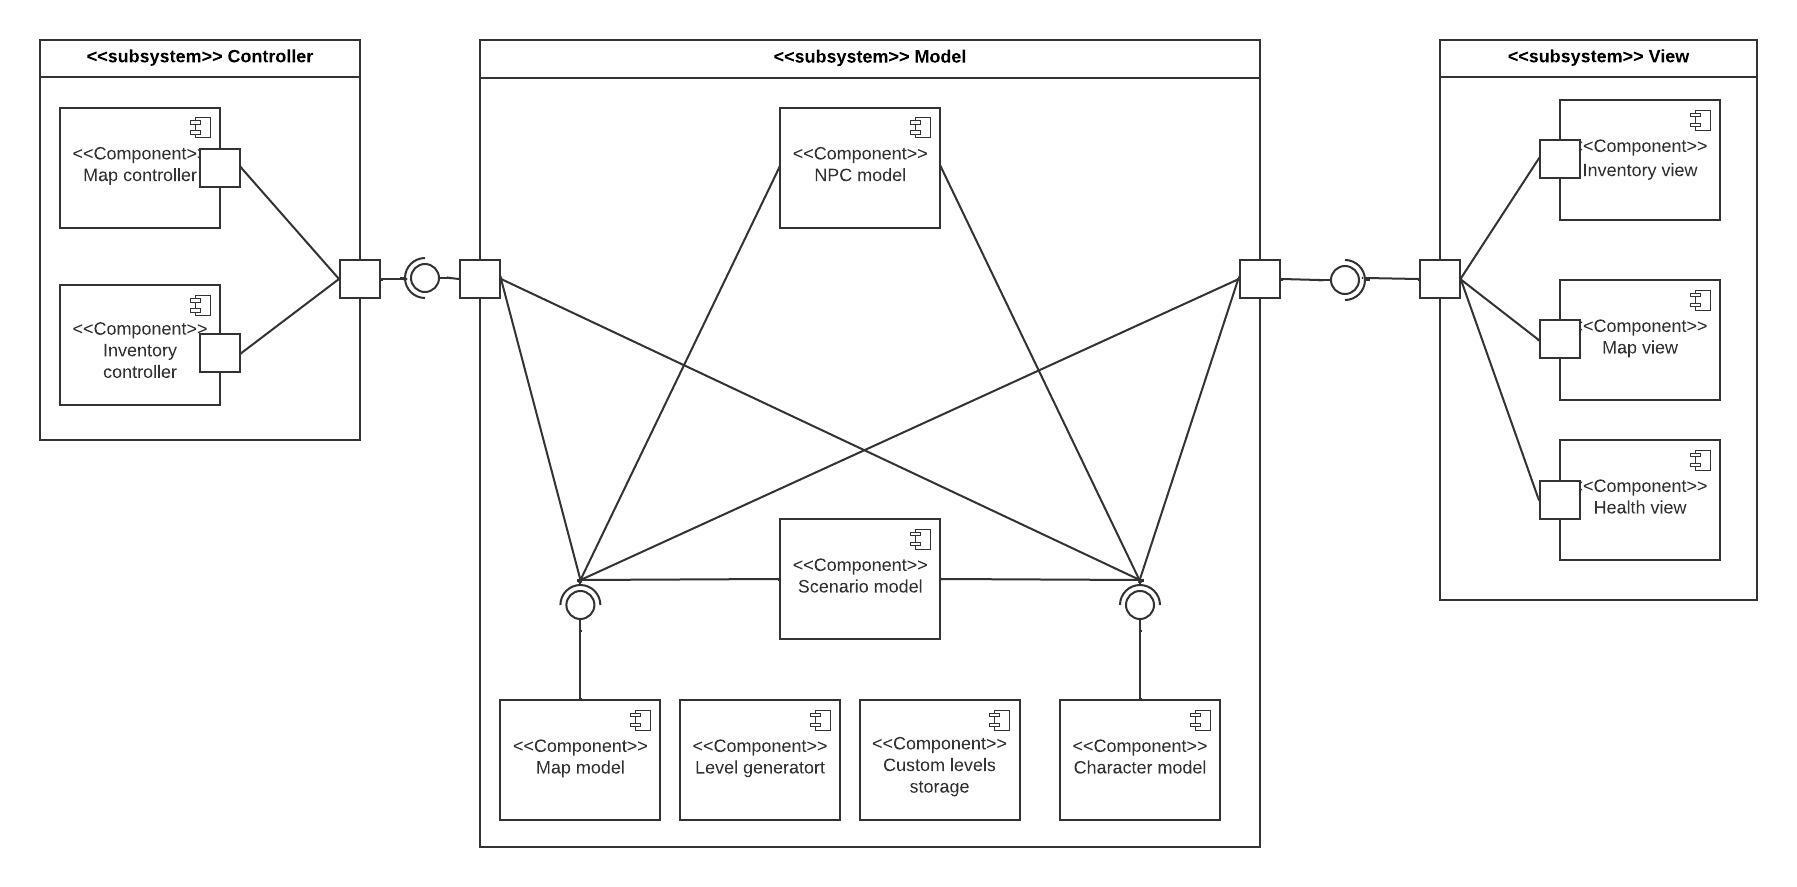 <<subsystem>> Controller
<<Component>>
Map controller
<<Component>>
Inventory
controller
<<subsystem>> Model
<<Component>>
NPC model
<<Component>>
Scenario model
<<Component>>
Map model
<<Component>>
Level generatort
<<Component>>
Custom levels
storage
<<Component>>
Character model
<<subsystem>> View
<<Component>>
Inventory view
<<Component>>
Map view
<<Component>>
Health view